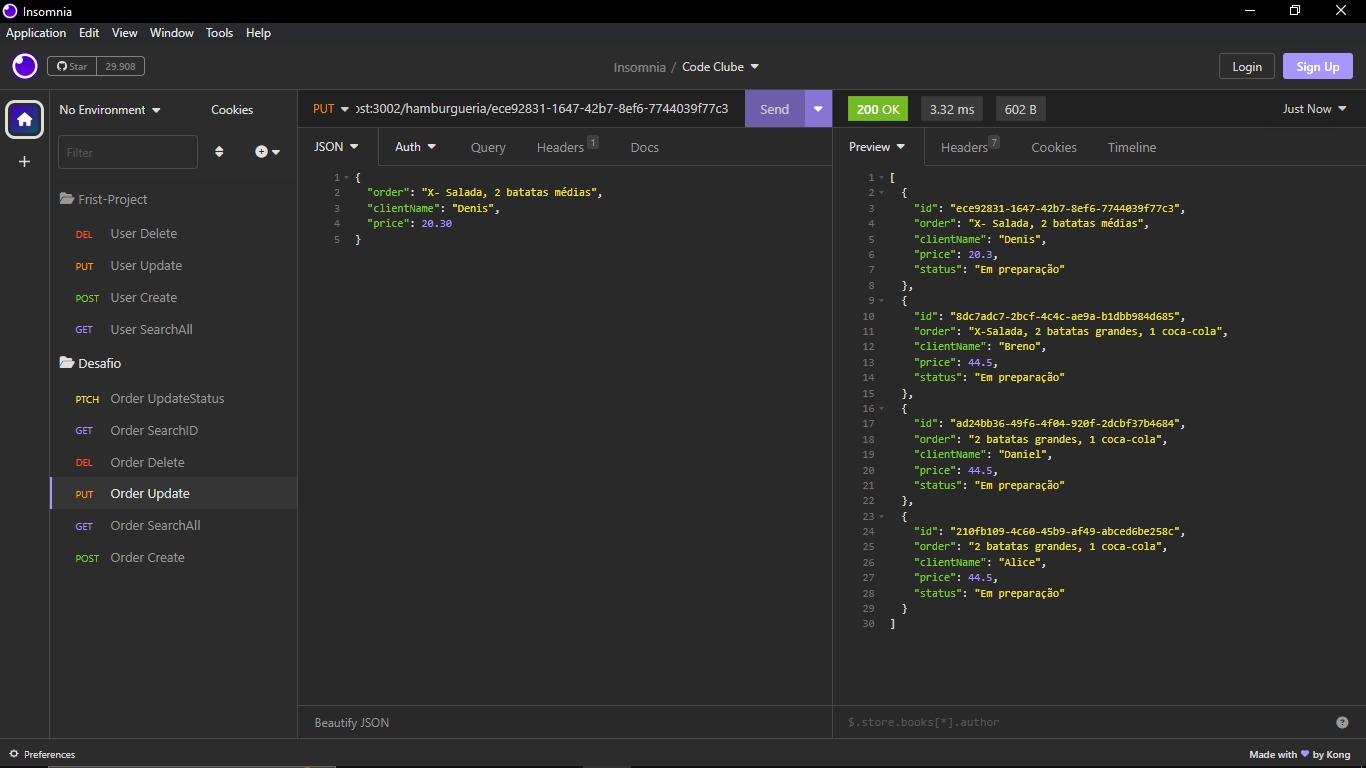 Insomnia
Application Edit View Window Tools Help
Star 29.908
Insomnia / Code Clube
Login Sign Up
No Environment Cookies
PUT ost:3002/hamburgueria/ece92831-1647-42b7-8ef6-7744039f77c3 Send
200 OK 3.32 ms 602 B Just Now
Filter
JSON Auth Query Headers 1 Docs
Preview Headers 7 Cookies Timeline
Frist-Project
DEL User Delete
PUT User Update
POST User Create
GET User SearchAll
Desafio
PTCH Order UpdateStatus
GET Order SearchID
DEL Order Delete
PUT Order Update
GET Order SearchAll
POST Order Create
1 {
2 "order": "X- Salada, 2 batatas médias",
3 "clientName": "Denis",
4 "price": 20.30
5 }
1 [
2 {
3 "id": "ece92831-1647-42b7-8ef6-7744039f77c3",
4 "order": "X- Salada, 2 batatas médias",
5 "clientName": "Denis",
6 "price": 20.3,
7 "status": "Em preparação"
8 },
9 {
10 "id": "8dc7adc7-2bcf-4c4c-ae9a-b1dbb984d685",
11 "order": "X-Salada, 2 batatas grandes, 1 coca-cola",
12 "clientName": "Breno",
13 "price": 44.5,
14 "status": "Em preparação"
15 },
16 {
17 "id": "ad24bb36-49f6-4f04-920f-2dcbf37b4684",
18 "order": "2 batatas grandes, 1 coca-cola",
19 "clientName": "Daniel",
20 "price": 44.5,
21 "status": "Em preparação"
22 },
23 {
24 "id": "210fb109-4c60-45b9-af49-abced6be258c",
25 "order": "2 batatas grandes, 1 coca-cola",
26 "clientName": "Alice",
27 "price": 44.5,
28 "status": "Em preparação"
29 }
30 ]
Beautify JSON
$.store.books[*].author
Preferences
Made with by Kong